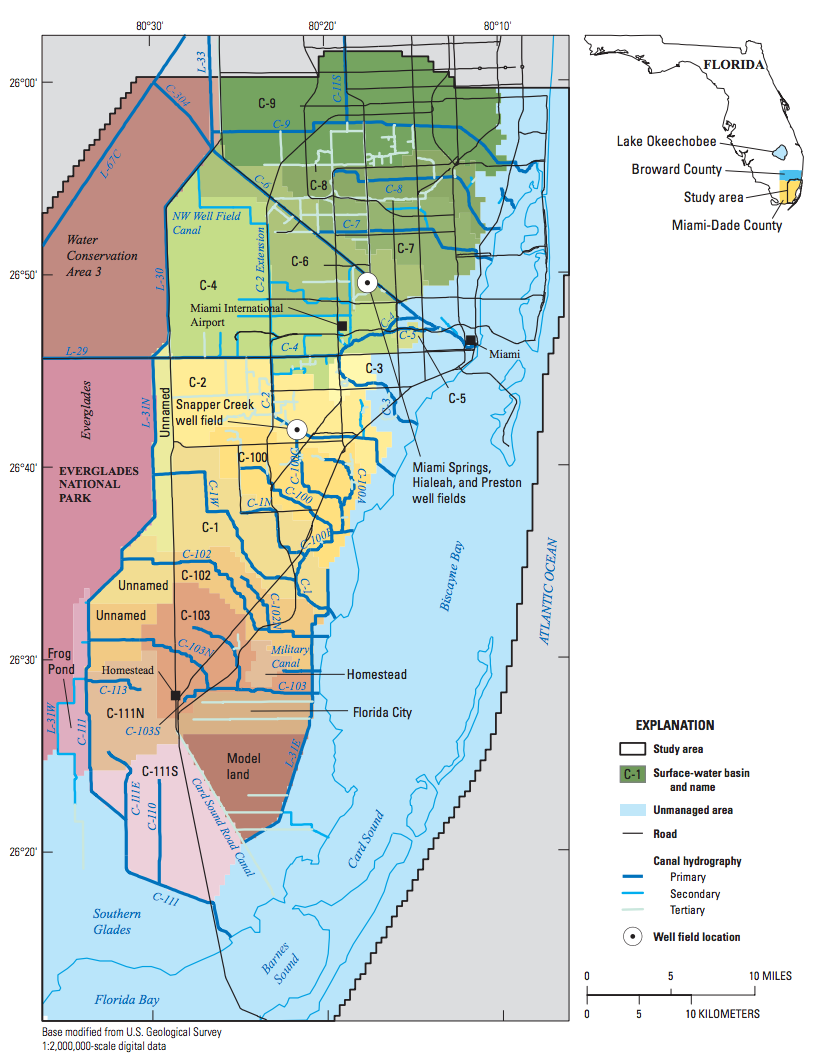 80°30'
80°20'
80°10'
26°00'
26°50'
26°40'
26°30'
26°20'
L-33
C-11S
C-304
C-9
C-9
L-67C
C-6
C-8
C-8
NW Well Field
Canal
C-7
C-7
Water
Conservation
Area 3
L-30
C-2 Extension
C-6
C-4
Miami International
Airport
C-4
C-5
C-4
L-29
Miami
C-3
C-2
C-5
Everglades
L-31N
Unnamed
Snapper Creek
well field
C-2
C-3
EVERGLADES
NATIONAL
PARK
C-100
C-100C
Miami Springs,
Hialeah, and Preston
well fields
C-1W
C-1N
C-100
C-100A
C-1
C-100B
C-102
C-102
Unnamed
C-1
Biscayne Bay
ATLANTIC OCEAN
Unnamed
C-103
C-102N
C-103N
Military
Canal
Frog
Pond
Homestead
Homestead
C-113
C-103
Florida City
L-31W
C-111
C-111N
C-103S
Model
land
L-31E
C-111S
C-111E
C-110
Card Sound Road Canal
Card Sound
C-111
Southern
Glades
Barnes
Sound
Florida Bay
Base modified from U.S. Geological Survey
1:2,000,000-scale digital data
FLORIDA
Lake Okeechobee
Broward County
Study area
Miami-Dade County
EXPLANATION
Study area
C-1 Surface-water basin
and name
Unmanaged area
Road
Canal hydrography
Primary
Secondary
Tertiary
Well field location
0 5 10 MILES
0 5 10 KILOMETERS